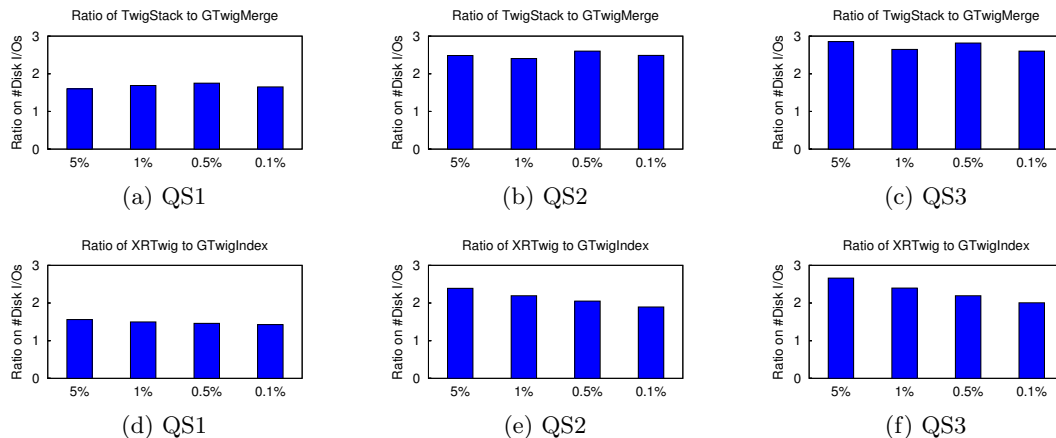 Ratio of TwigStack to GTwigMerge
Ratio on #Disk I/Os
3
2
1
0
5% 1% 0.5% 0.1%
(a) QS1
Ratio of TwigStack to GTwigMerge
Ratio on #Disk I/Os
3
2
1
0
5% 1% 0.5% 0.1%
(b) QS2
Ratio of TwigStack to GTwigMerge
Ratio on #Disk I/Os
3
2
1
0
5% 1% 0.5% 0.1%
(c) QS3
Ratio of XRTwig to GTwigIndex
Ratio on #Disk I/Os
3
2
1
0
5% 1% 0.5% 0.1%
(d) QS1
Ratio of XRTwig to GTwigIndex
Ratio on #Disk I/Os
3
2
1
0
5% 1% 0.5% 0.1%
(e) QS2
Ratio of XRTwig to GTwigIndex
Ratio on #Disk I/Os
3
2
1
0
5% 1% 0.5% 0.1%
(f) QS3